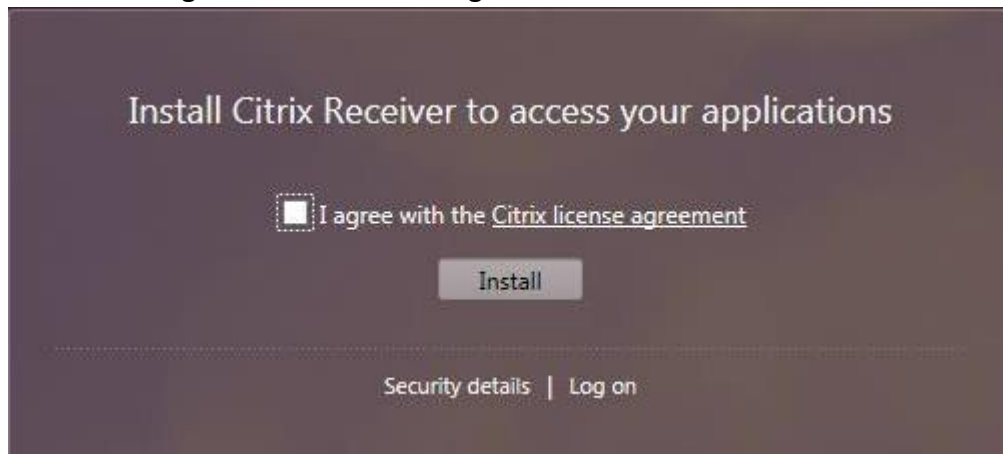 Install Citrix Receiver to access your applications
I agree with the Citrix license agreement
Install
Security details | Log on